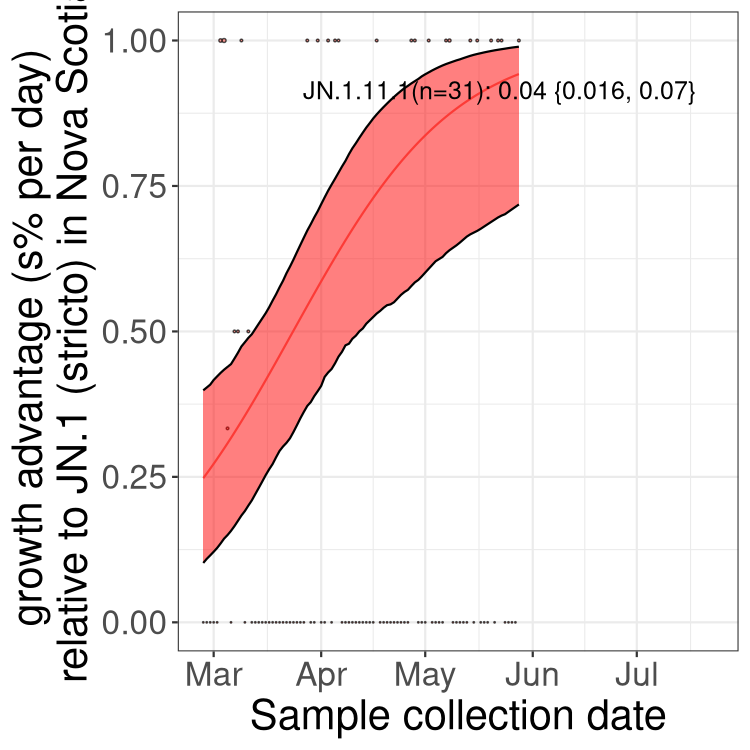 growth advantage (s% per day)
relative to JN.1 (stricto) in Nova Scotia
1.00
0.75
0.50
0.25
0.00
JN.1.11.1(n=31): 0.04 {0.016, 0.07}
Mar Apr May Jun Jul
Sample collection date